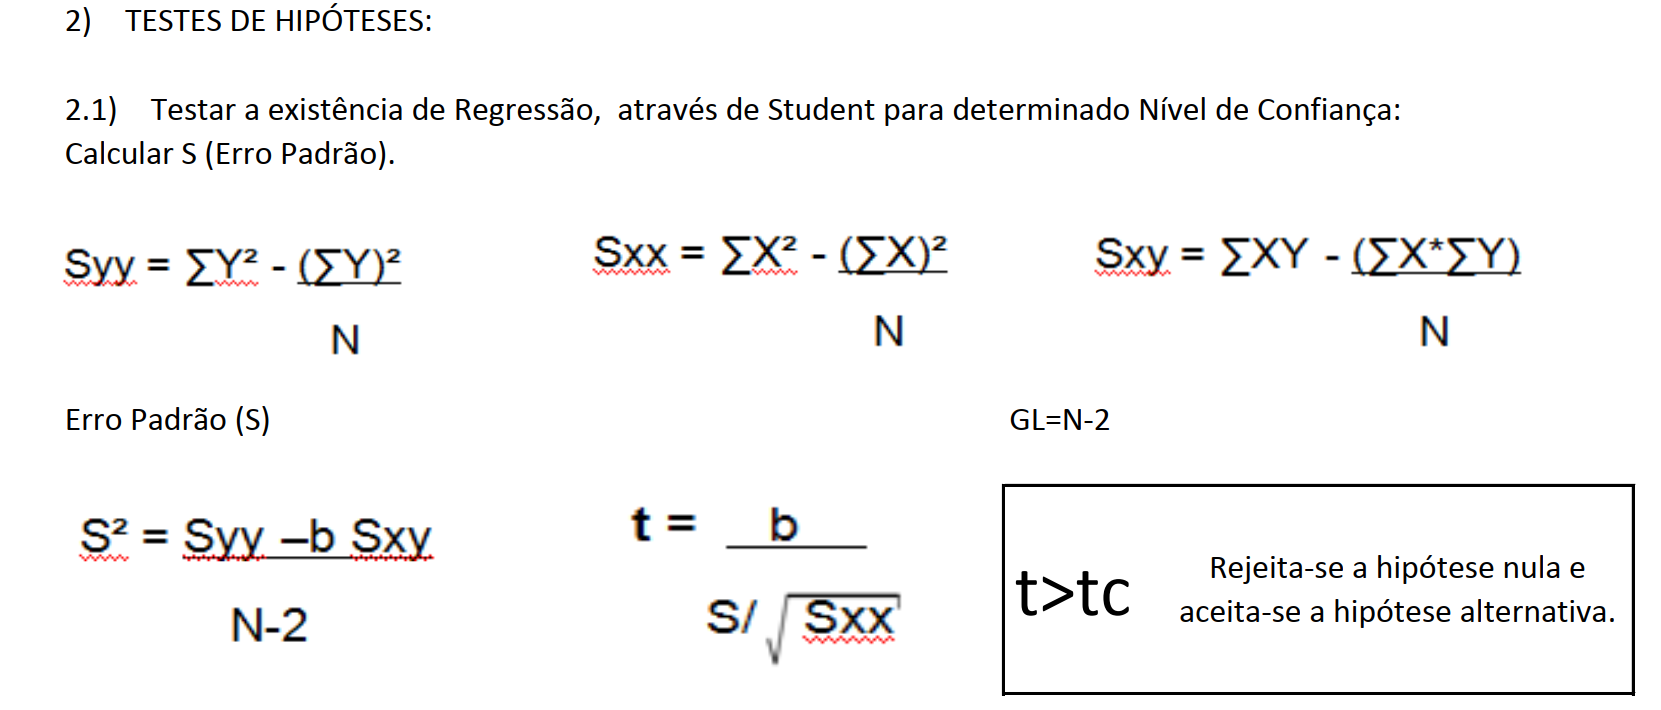 2) TESTES DE HIPÓTESES:
2.1) Testar a existência de Regressão, através de Student para determinado Nível de Confiança:
Calcular S (Erro Padrão).
Syy = ∑Y² - (∑Y)²
N
Sxx = ∑X² - (∑X)²
N
Sxy = ∑XY - (∑X*∑Y)
N
Erro Padrão (S)
GL=N-2
S² = Syy –b Sxy
N-2
t = b
S/√Sxx
t>tc
Rejeita-se a hipótese nula e
aceita-se a hipótese alternativa.